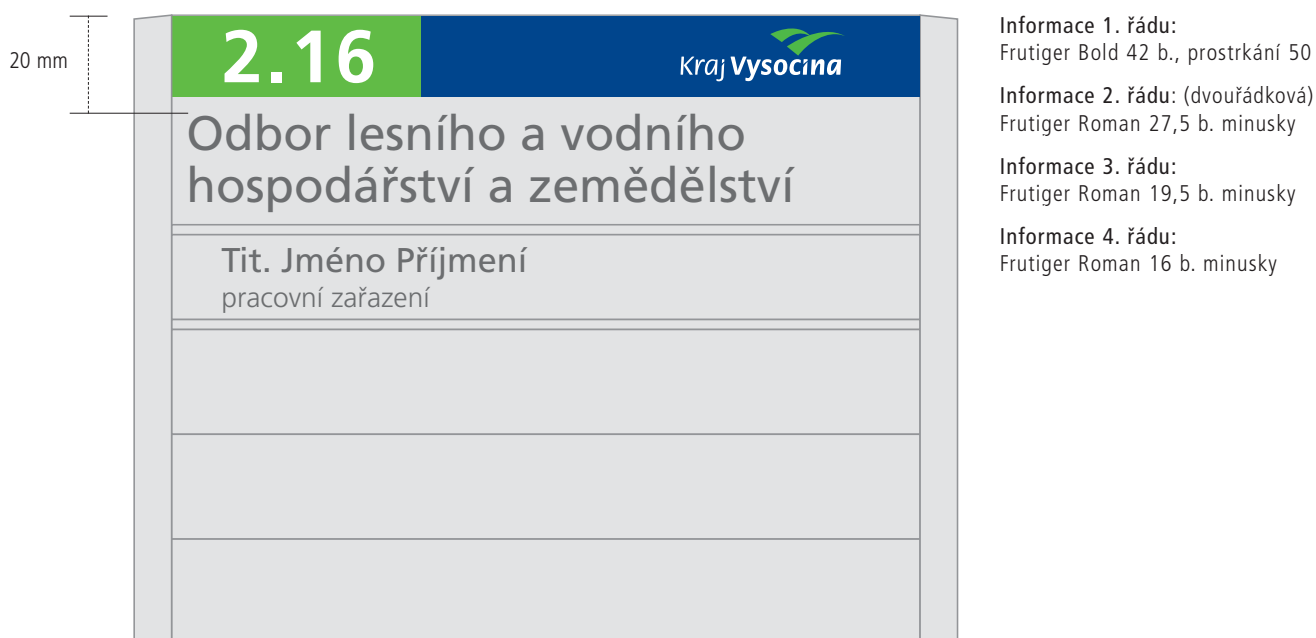 20 mm
2.16
Kraj Vysočina
Odbor lesního a vodního
hospodářství a zemědělství
Tit. Jméno Příjmení
pracovní zařazení
Informace 1. řádu:
Frutiger Bold 42 b., prostrkání 50
Informace 2. řádu: (dvouřádková)
Frutiger Roman 27,5 b. minusky
Informace 3. řádu:
Frutiger Roman 19,5 b. minusky
Informace 4. řádu:
Frutiger Roman 16 b. minusky